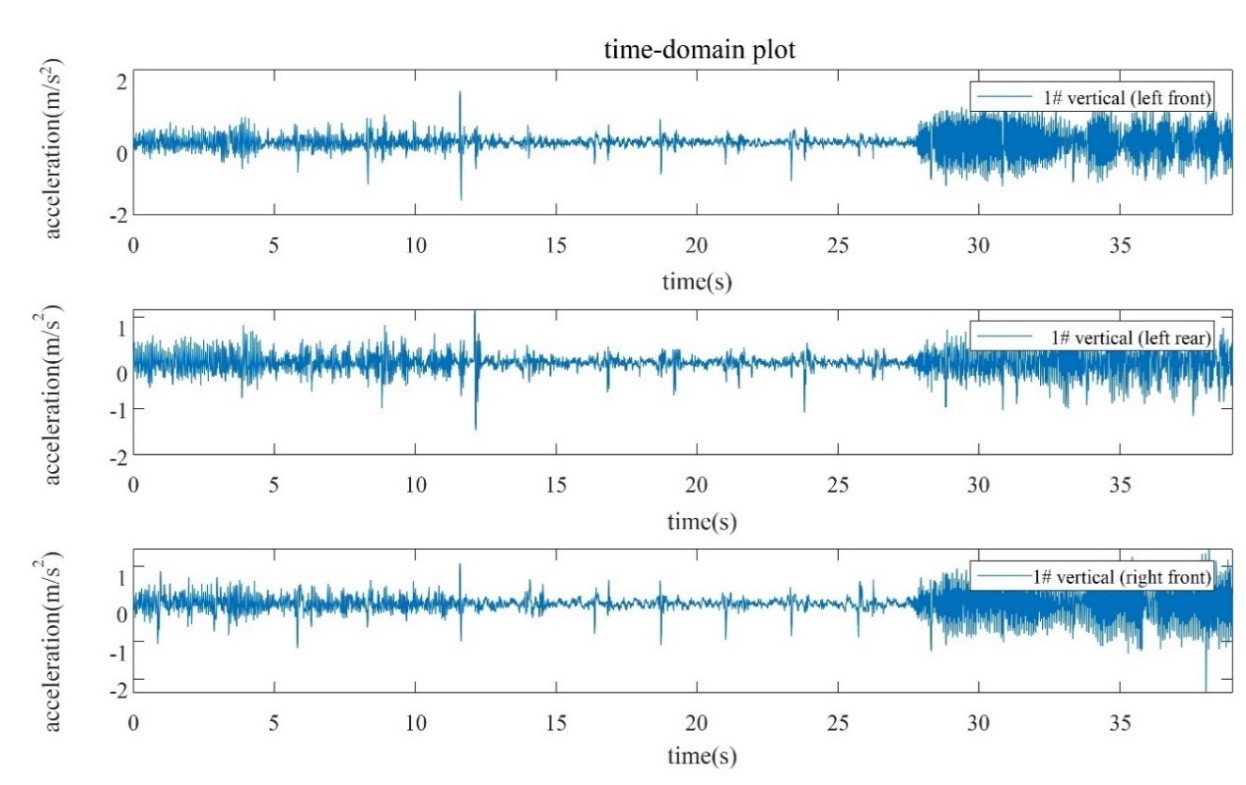 time-domain plot
acceleration(m/s²)
2
0
-2
1# vertical (left front)
0 5 10 15 20 25 30 35
time(s)
acceleration(m/s²)
1
0
-1
-2
1# vertical (left rear)
0 5 10 15 20 25 30 35
time(s)
acceleration(m/s²)
1
0
-1
-2
1# vertical (right front)
0 5 10 15 20 25 30 35
time(s)